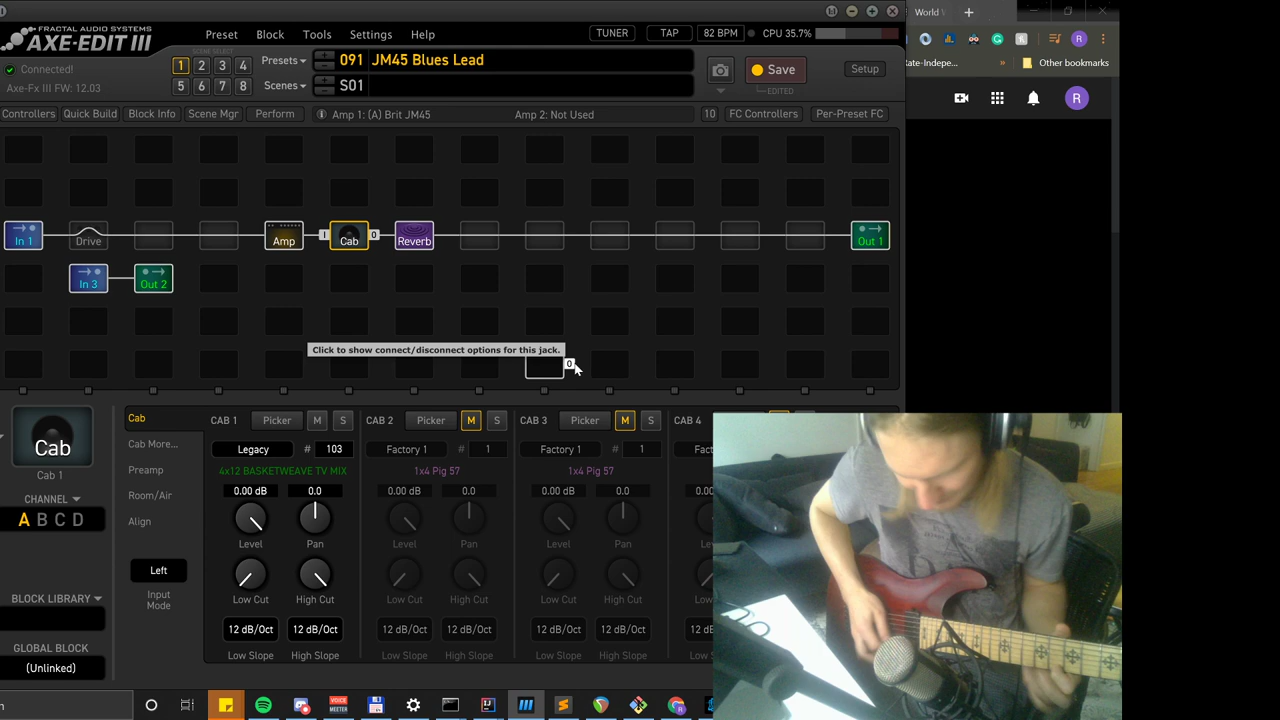 World V
FRACTAL AUDIO SYSTEMS
AXE-EDIT III
Preset Block Tools Settings Help
TUNER TAP 82 BPM CPU 35.7%
Connected!
Axe-Fx III FW: 12.03
SCENE SELECT
1 2 3 4
5 6 7 8
Presets 091 JM45 Blues Lead
Scenes S01
Save
EDITED
Setup
Other bookmarks
R
Controllers Quick Build Block Info Scene Mgr Perform
Amp 1: (A) Brit JM45 Amp 2: Not Used
10 FC Controllers Per-Preset FC
In 1 Drive Amp I Cab O Reverb Out 1
In 3 Out 2
Click to show connect/disconnect options for this jack.
Cab
Cab 1
CHANNEL
A B C D
BLOCK LIBRARY
GLOBAL BLOCK
(Unlinked)
Cab
Cab More...
Preamp
Room/Air
Align
Left
Input
Mode
CAB 1 Picker M S CAB 2 Picker M S CAB 3 Picker M S CAB 4
Legacy # 103 Factory 1 # 1 Factory 1 # 1
4x12 BASKETWEAVE TV MIX 1x4 Pig 57 1x4 Pig 57
0.00 dB 0.0 0.00 dB 0.0 0.00 dB 0.0 0.00
Level Pan Level Pan Level Pan
Low Cut High Cut Low Cut High Cut Low Cut High Cut
12 dB/Oct 12 dB/Oct 12 dB/Oct 12 dB/Oct 12 dB/Oct 12 dB/Oct
Low Slope High Slope Low Slope High Slope Low Slope High Slope
VOICE
MEETER